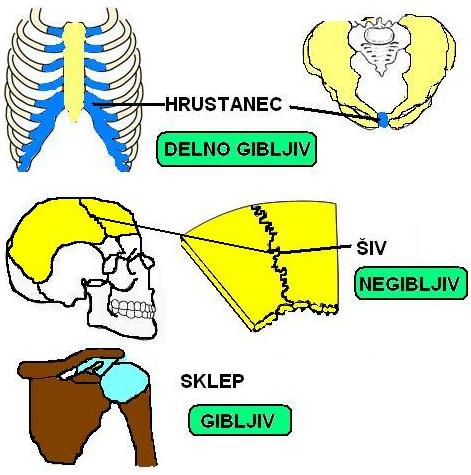 HRUSTANEC
DELNO GIBLJIV
ŠIV
NEGIBLJIV
SKLEP
GIBLJIV